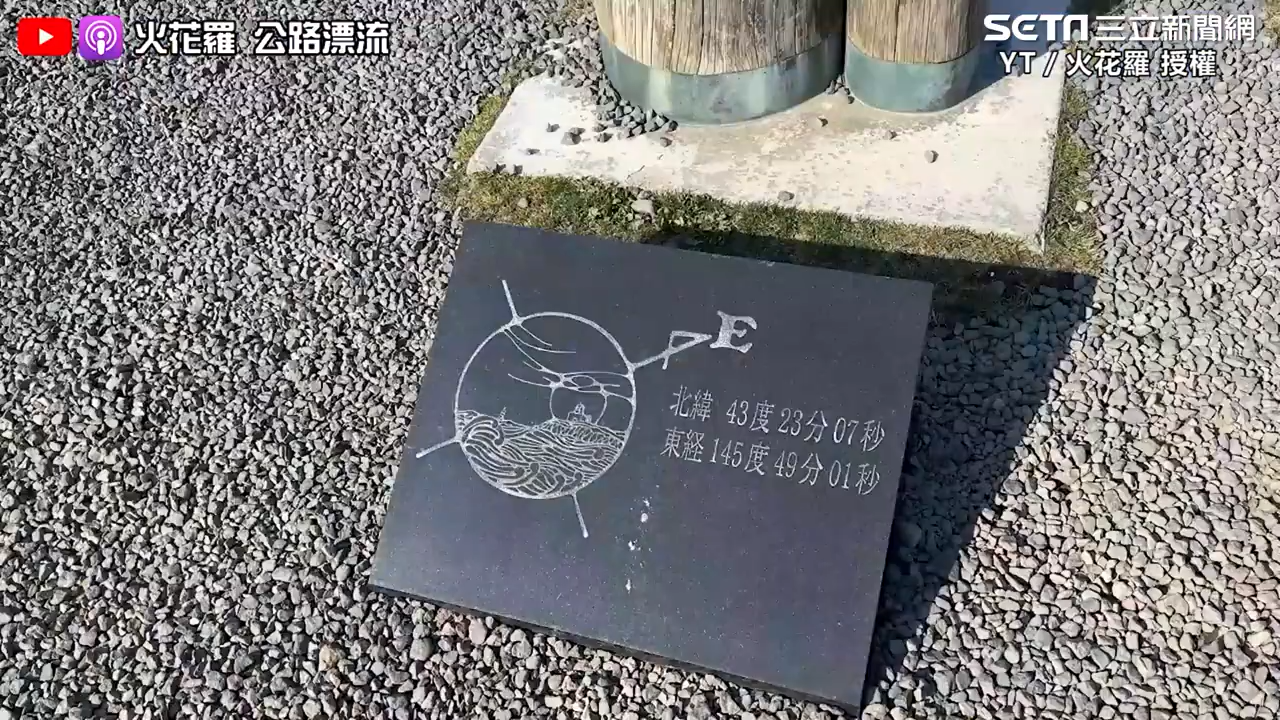 火花羅 公路漂流
SETN三立新聞網
YT / 火花羅 授權
E
北緯 43度23分07秒
東経145度49分01秒